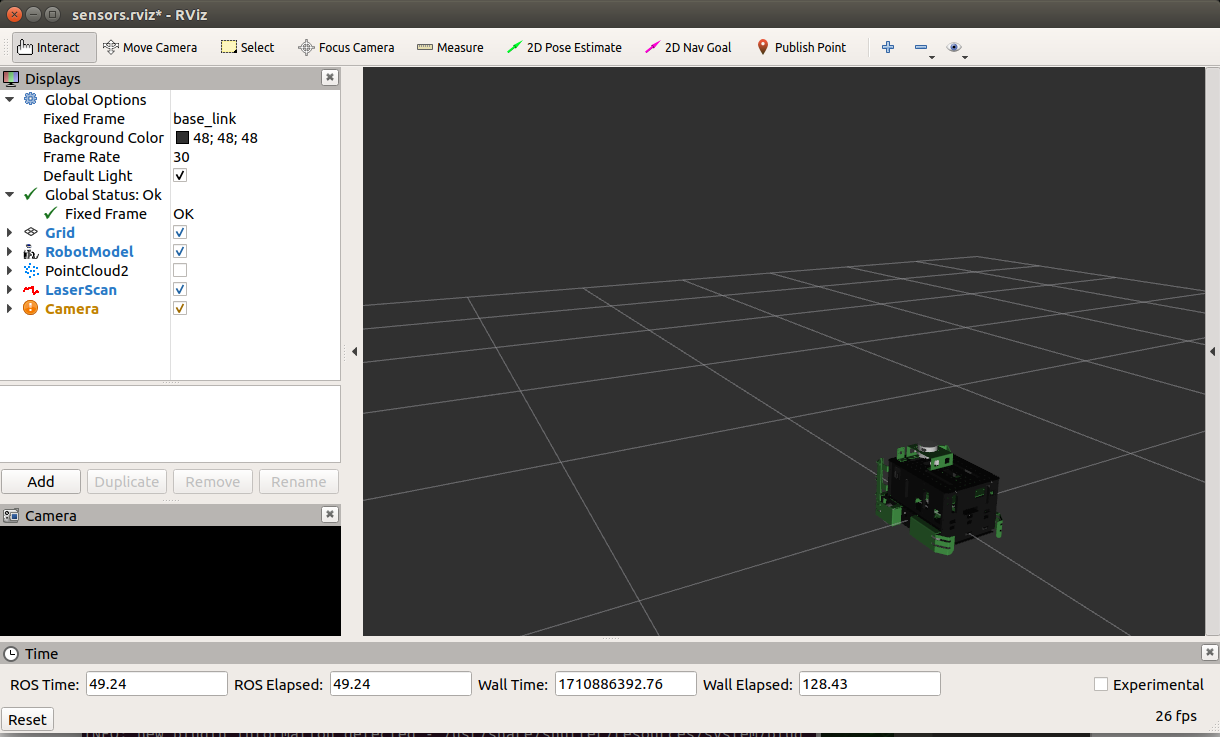 sensors.rviz* - RViz
Interact Move Camera Select Focus Camera Measure 2D Pose Estimate 2D Nav Goal Publish Point
Displays
Global Options
Fixed Frame base_link
Background Color 48; 48; 48
Frame Rate 30
Default Light
Global Status: Ok
Fixed Frame OK
Grid
RobotModel
PointCloud2
LaserScan
Camera
Add Duplicate Remove Rename
Camera
Time
ROS Time: 49.24 ROS Elapsed: 49.24 Wall Time: 1710886392.76 Wall Elapsed: 128.43 Experimental
Reset 26 fps